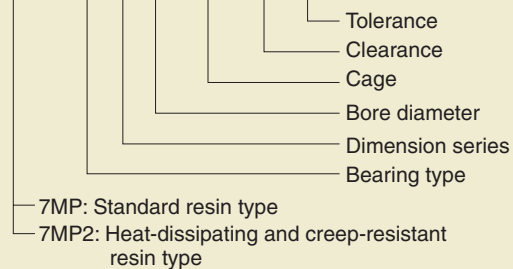 Tolerance
Clearance
Cage
Bore diameter
Dimension series
Bearing type
7MP: Standard resin type
7MP2: Heat-dissipating and creep-resistant
resin type